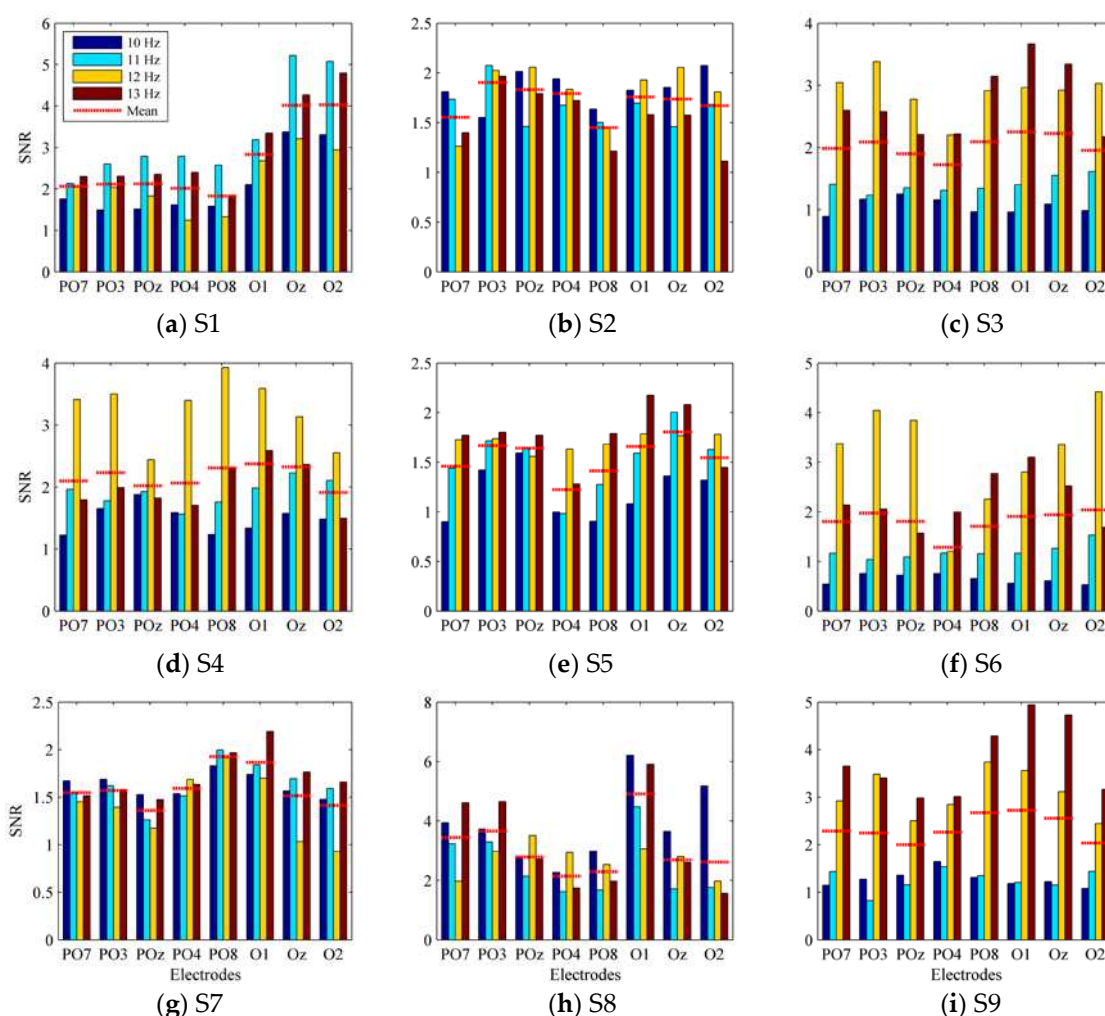 6
5
4
3
2
1
0
SNR
10 Hz
11 Hz
12 Hz
13 Hz
Mean
PO7 PO3 POz PO4 PO8 O1 Oz O2
(a) S1
2.5
2
1.5
1
0.5
0
PO7 PO3 POz PO4 PO8 O1 Oz O2
(b) S2
4
3
2
1
0
PO7 PO3 POz PO4 PO8 O1 Oz O2
(c) S3
4
3
2
1
0
SNR
PO7 PO3 POz PO4 PO8 O1 Oz O2
(d) S4
2.5
2
1.5
1
0.5
0
PO7 PO3 POz PO4 PO8 O1 Oz O2
(e) S5
5
4
3
2
1
0
PO7 PO3 POz PO4 PO8 O1 Oz O2
(f) S6
2.5
2
1.5
1
0.5
0
SNR
PO7 PO3 POz PO4 PO8 O1 Oz O2
Electrodes
(g) S7
8
6
4
2
0
PO7 PO3 POz PO4 PO8 O1 Oz O2
Electrodes
(h) S8
5
4
3
2
1
0
PO7 PO3 POz PO4 PO8 O1 Oz O2
Electrodes
(i) S9